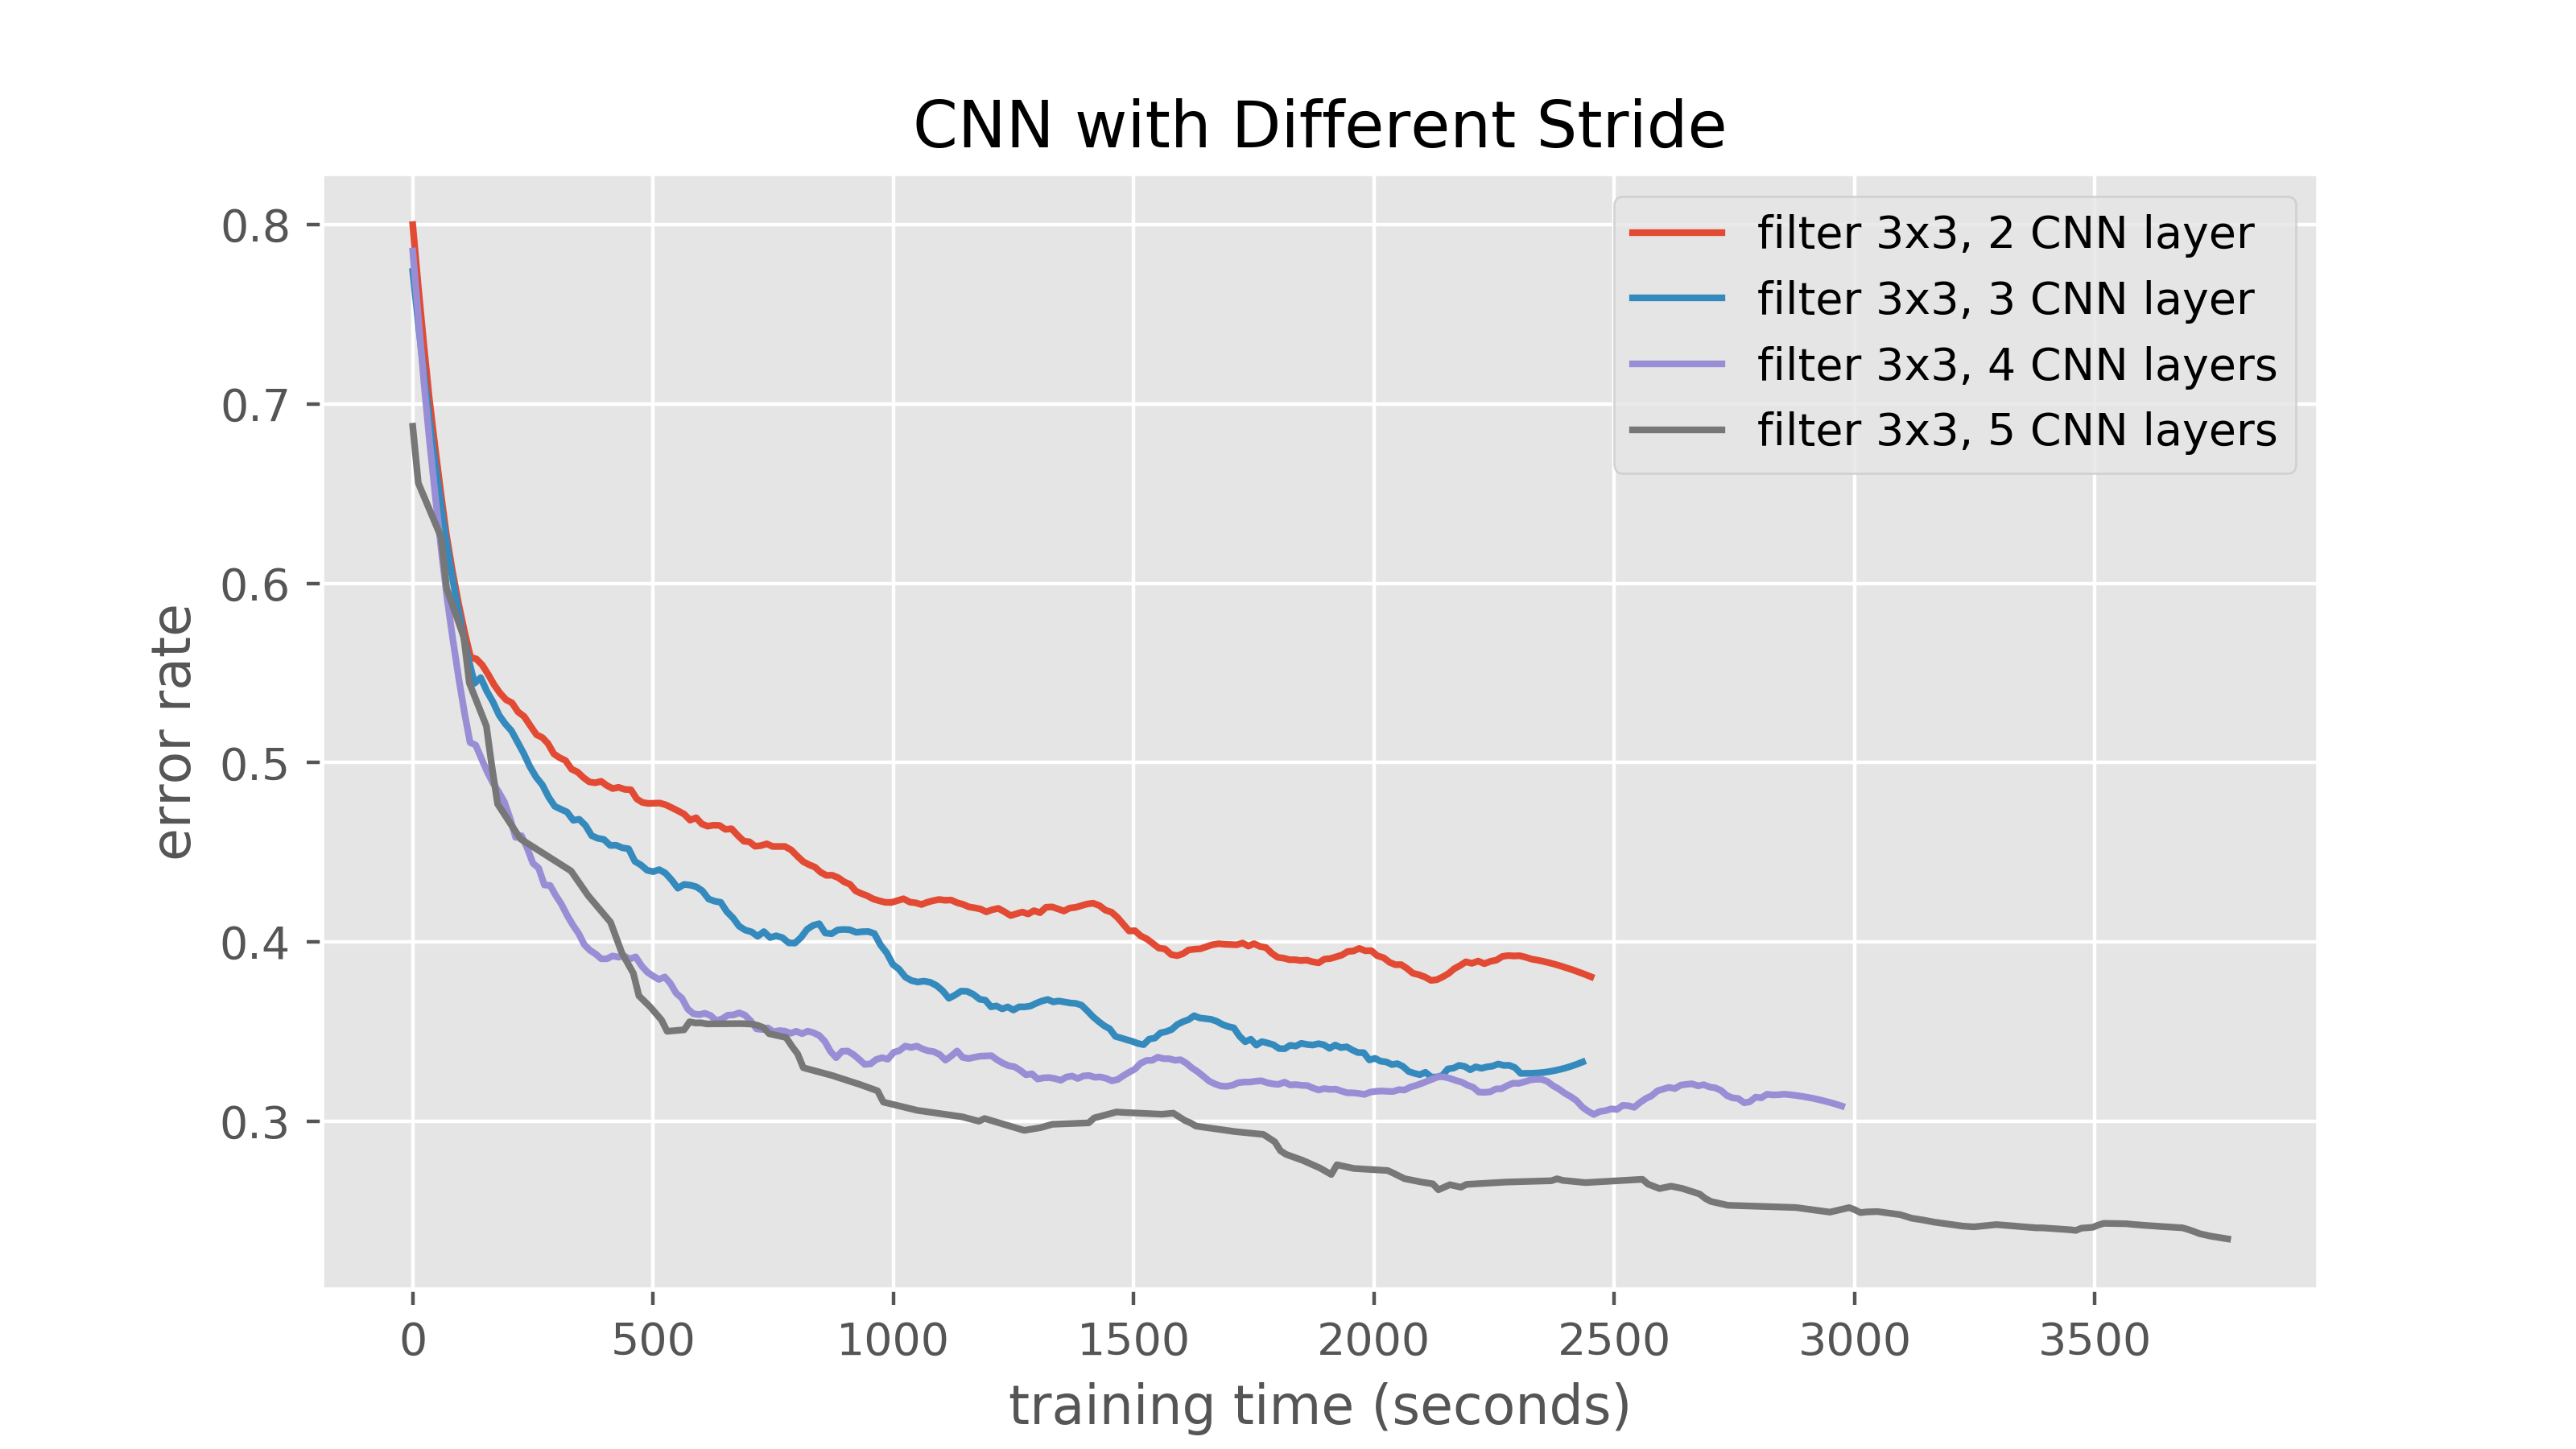 CNN with Different Stride
filter 3x3, 2 CNN layer
filter 3x3, 3 CNN layer
filter 3x3, 4 CNN layers
filter 3x3, 5 CNN layers
error rate
0.8
0.7
0.6
0.5
0.4
0.3
0 500 1000 1500 2000 2500 3000 3500
training time (seconds)